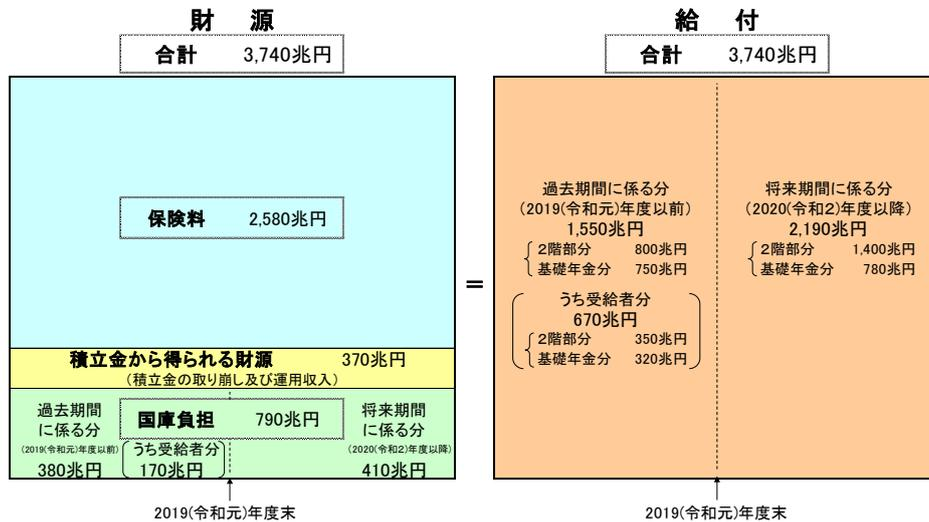 財　源
合計　3,740兆円
保険料　2,580兆円
積立金から得られる財源　370兆円
（積立金の取り崩し及び運用収入）
国庫負担　790兆円
過去期間
に係る分
(2019(令和元)年度以前)
380兆円
うち受給者分
170兆円
将来期間
に係る分
(2020(令和2)年度以降)
410兆円
2019(令和元)年度末
＝
給　付
合計　3,740兆円
過去期間に係る分
(2019(令和元)年度以前)
1,550兆円
2階部分　800兆円
基礎年金分　750兆円
うち受給者分
670兆円
2階部分　350兆円
基礎年金分　320兆円
将来期間に係る分
(2020(令和2)年度以降)
2,190兆円
2階部分　1,400兆円
基礎年金分　780兆円
2019(令和元)年度末